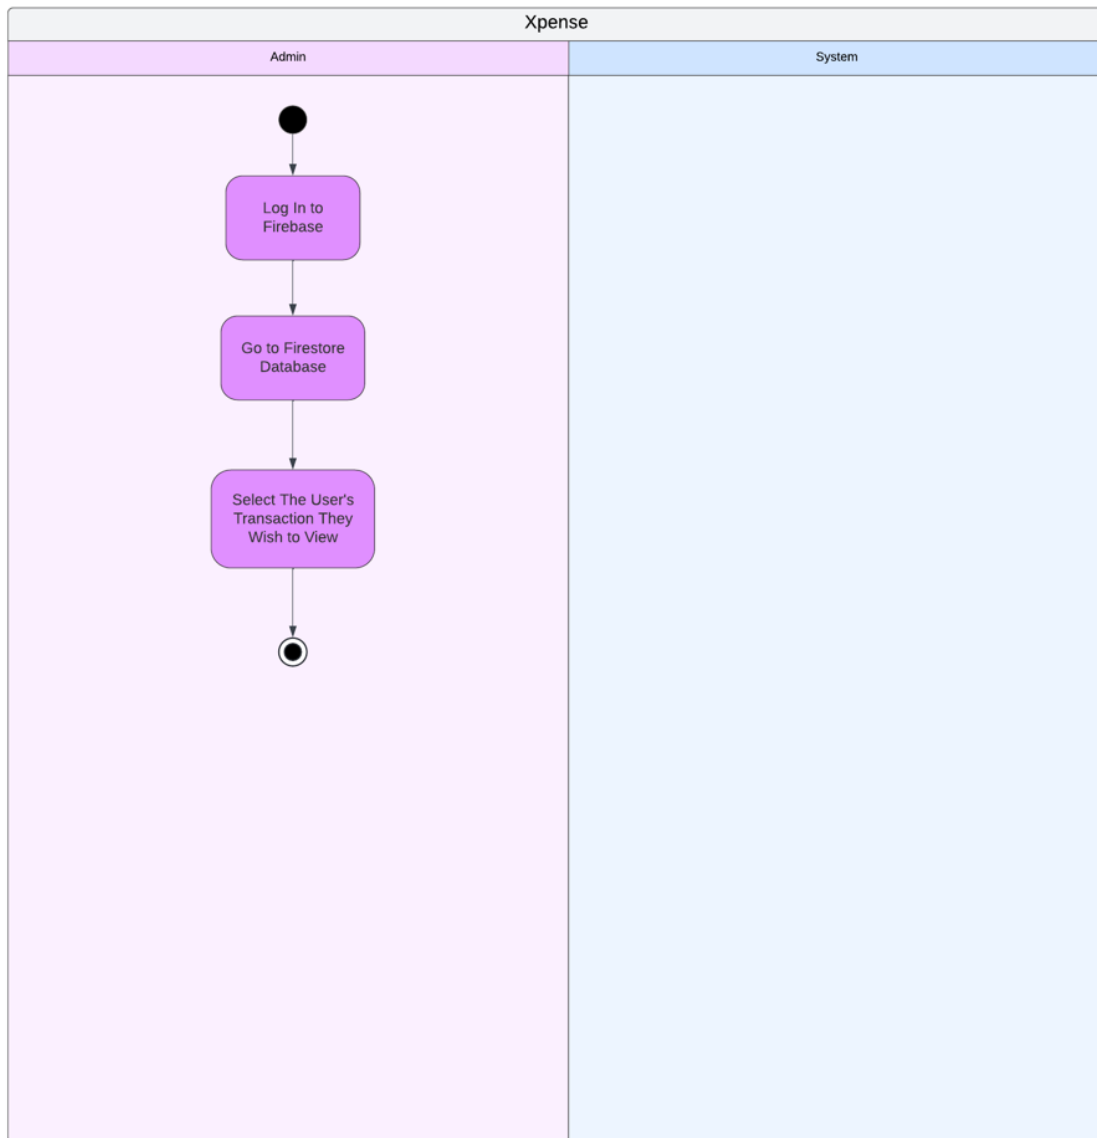 Xpense
Admin
System
Log In to
Firebase
Go to Firestore
Database
Select The User's
Transaction They
Wish to View